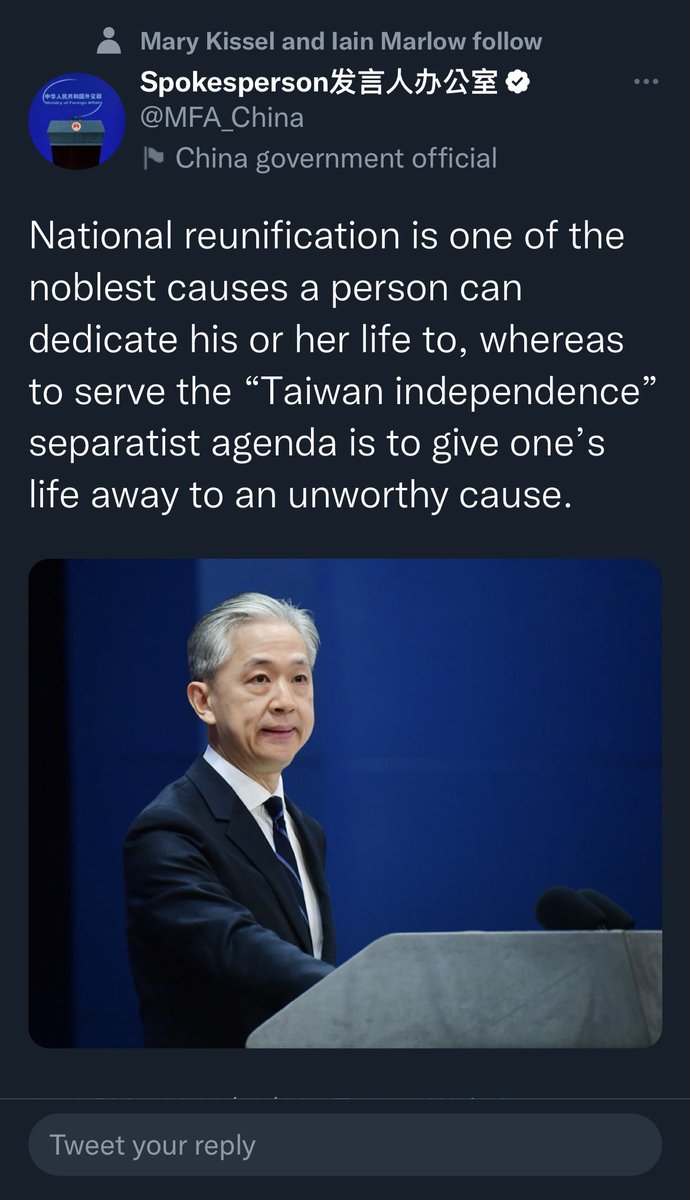 Mary Kissel and Iain Marlow follow
Spokesperson发言人办公室
@MFA_China
China government official
中华人民共和国外交部
Ministry of Foreign Affairs
National reunification is one of the
noblest causes a person can
dedicate his or her life to, whereas
to serve the “Taiwan independence”
separatist agenda is to give one’s
life away to an unworthy cause.
Tweet your reply